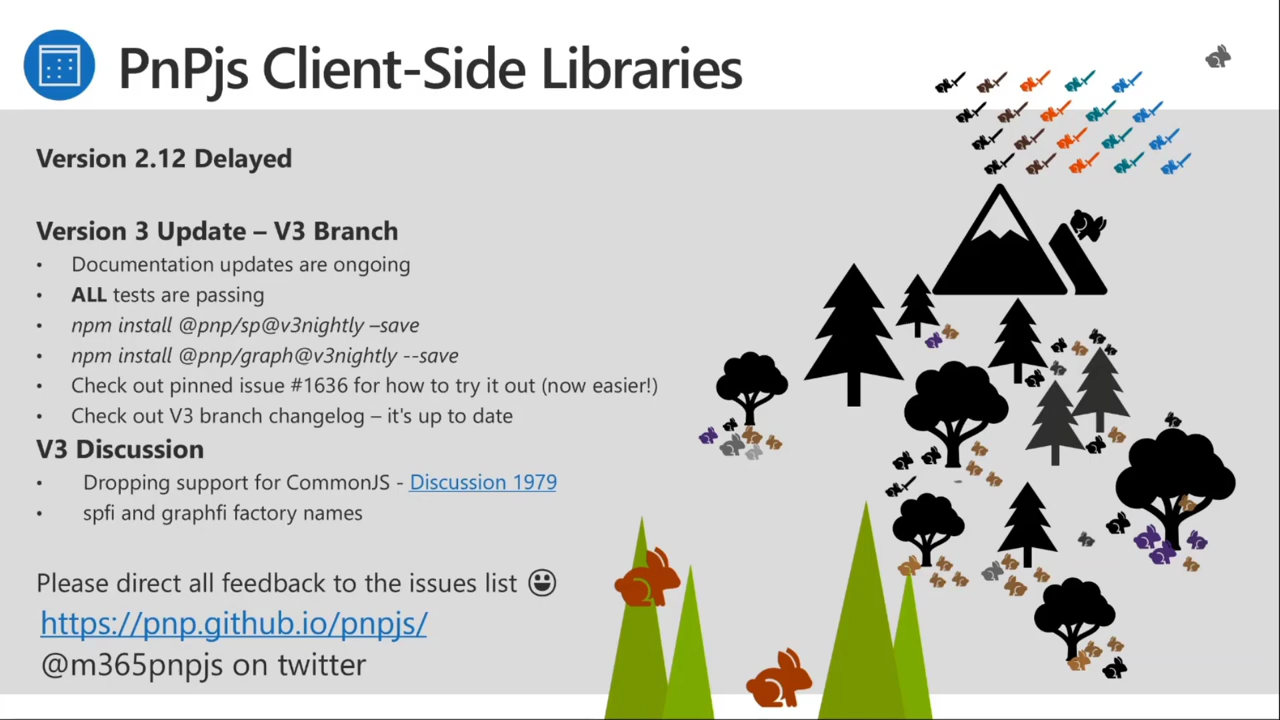 PnPjs Client-Side Libraries
Version 2.12 Delayed
Version 3 Update – V3 Branch
• Documentation updates are ongoing
• ALL tests are passing
• npm install @pnp/sp@v3nightly –save
• npm install @pnp/graph@v3nightly --save
• Check out pinned issue #1636 for how to try it out (now easier!)
• Check out V3 branch changelog – it's up to date
V3 Discussion
• Dropping support for CommonJS - Discussion 1979
• spfi and graphfi factory names
Please direct all feedback to the issues list 😃
https://pnp.github.io/pnpjs/
@m365pnpjs on twitter